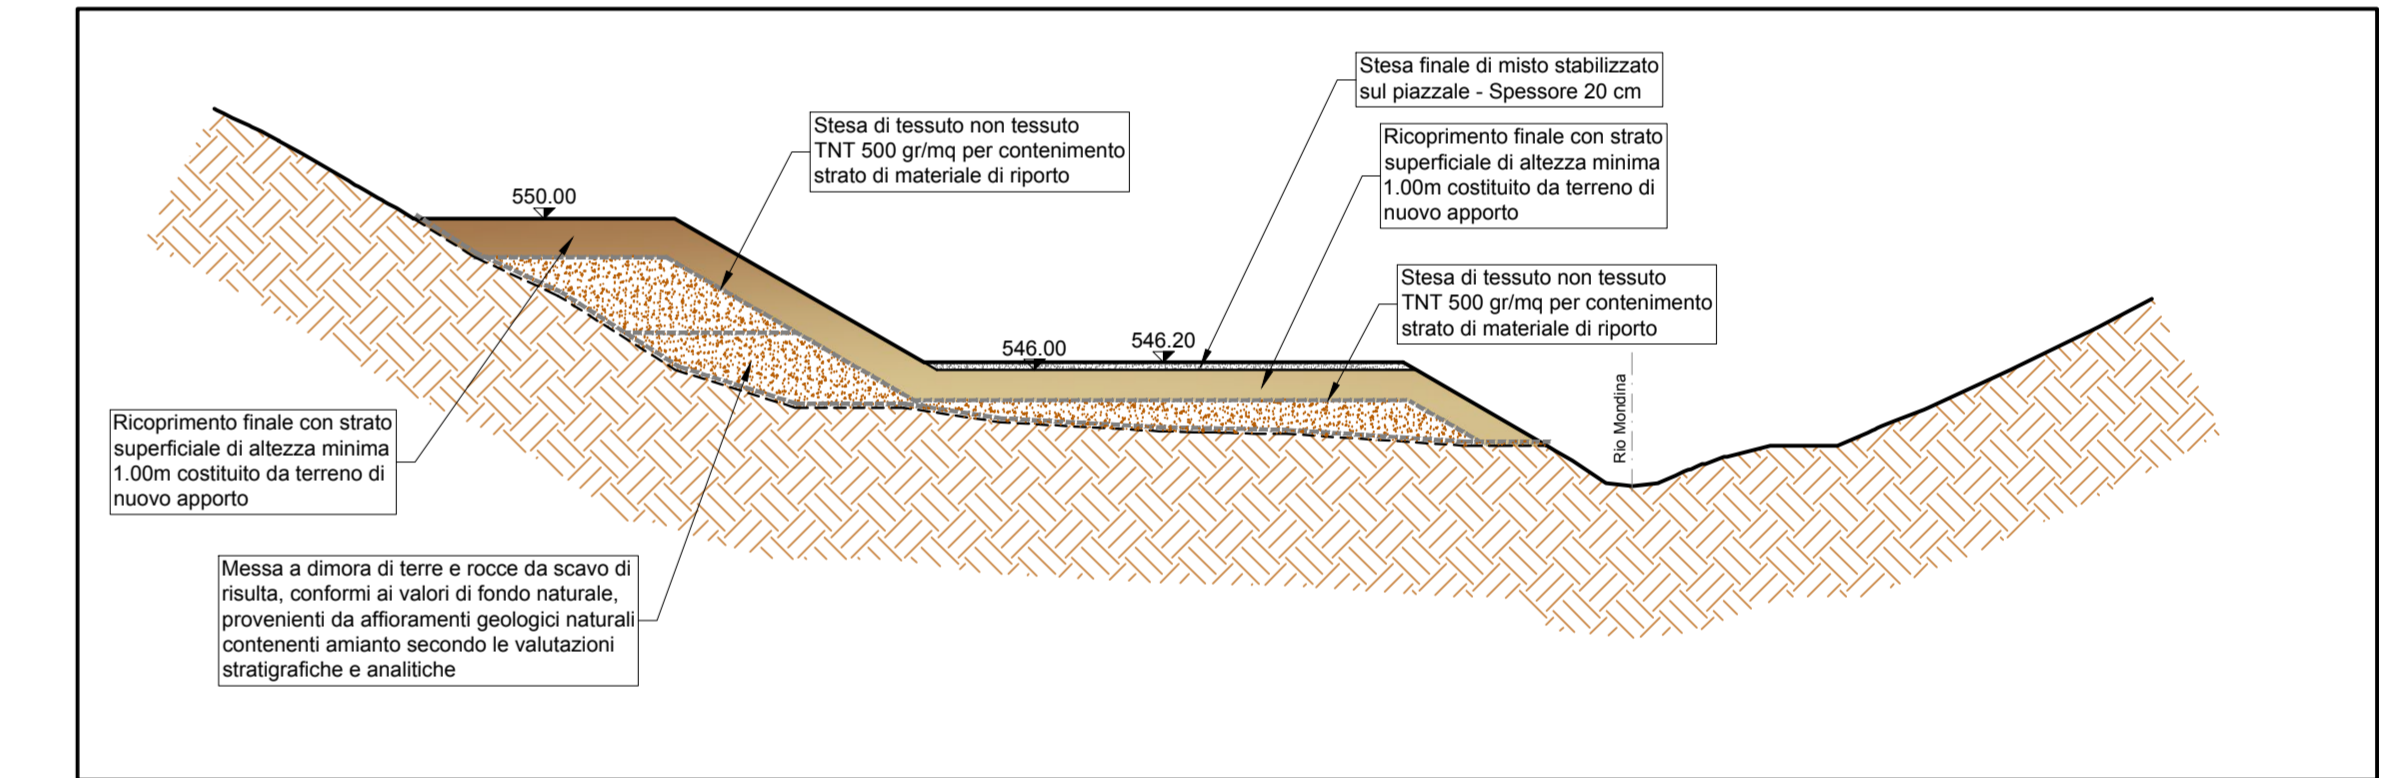 Stesa finale di misto stabilizzato
sul piazzale - Spessore 20 cm
Stesa di tessuto non tessuto
TNT 500 gr/mq per contenimento
strato di materiale di riporto
Ricoprimento finale con strato
superficiale di altezza minima
1.00m costituito da terreno di
nuovo apporto
550.00
Stesa di tessuto non tessuto
TNT 500 gr/mq per contenimento
strato di materiale di riporto
546.00
546.20
Rio Mondina
Ricoprimento finale con strato
superficiale di altezza minima
1.00m costituito da terreno di
nuovo apporto
Messa a dimora di terre e rocce da scavo di
risulta, conformi ai valori di fondo naturale,
provenienti da affioramenti geologici naturali
contenenti amianto secondo le valutazioni
stratigrafiche e analitiche